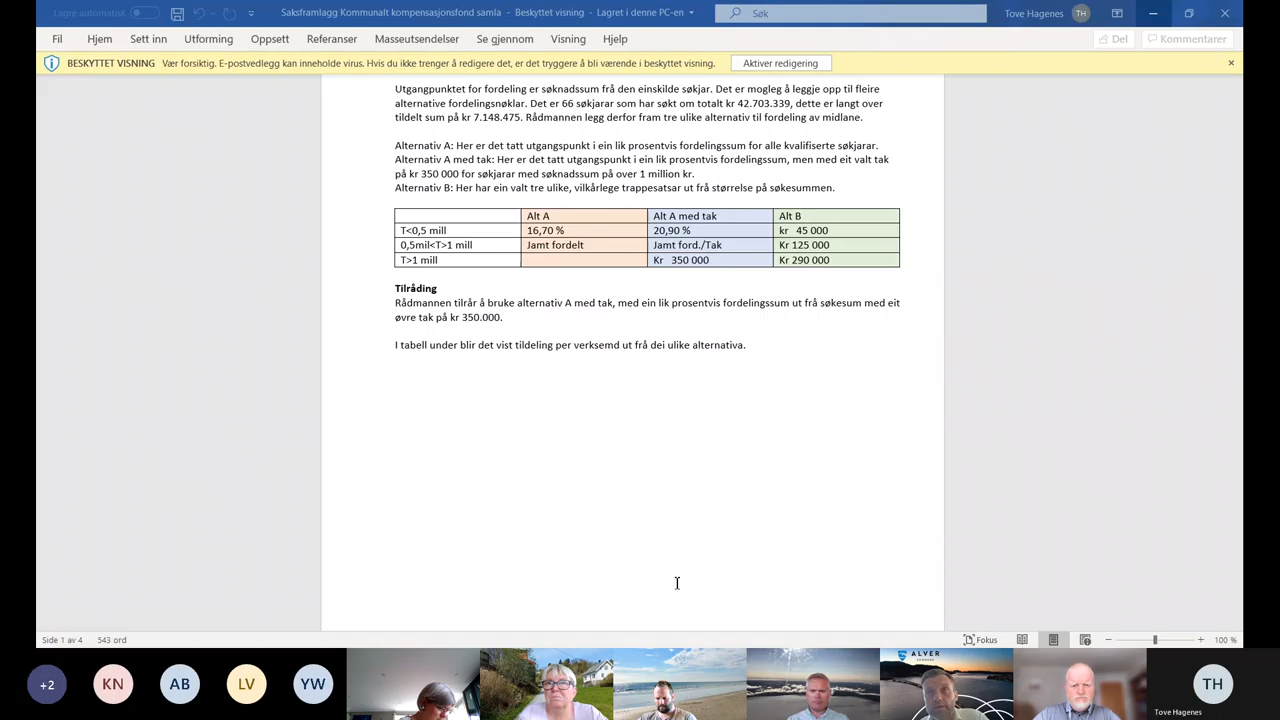 Lagre automatisk
Saksframlagg Kommunalt kompensasjonsfond samla - Beskyttet visning - Lagret i denne PC-en
Søk
Tove Hagenes
TH
Fil Hjem Sett inn Utforming Oppsett Referanser Masseutsendelser Se gjennom Visning Hjelp
Del
Kommentarer
BESKYTTET VISNING Vær forsiktig. E-postvedlegg kan inneholde virus. Hvis du ikke trenger å redigere det, er det tryggere å bli værende i beskyttet visning.
Aktiver redigering
Utgangpunktet for fordeling er søknadssum frå den einskilde søkjar. Det er mogleg å leggje opp til fleire
alternative fordelingsnøklar. Det er 66 søkjarar som har søkt om totalt kr 42.703.339, dette er langt over
tildelt sum på kr 7.148.475. Rådmannen legg derfor fram tre ulike alternativ til fordeling av midlane.
Alternativ A: Her er det tatt utgangspunkt i ein lik prosentvis fordelingssum for alle kvalifiserte søkjarar.
Alternativ A med tak: Her er det tatt utgangspunkt i ein lik prosentvis fordelingssum, men med eit valt tak
på kr 350 000 for søkjarar med søknadssum på over 1 million kr.
Alternativ B: Her har ein valt tre ulike, vilkårlege trappesatsar ut frå størrelse på søkesummen.
Alt A Alt A med tak Alt B
T<0,5 mill 16,70 % 20,90 % kr 45 000
0,5mil<T>1 mill Jamt fordelt Jamt ford./Tak Kr 125 000
T>1 mill Kr 350 000 Kr 290 000
Tilråding
Rådmannen tilrår å bruke alternativ A med tak, med ein lik prosentvis fordelingssum ut frå søkesum med eit
øvre tak på kr 350.000.
I tabell under blir det vist tildeling per verksemd ut frå dei ulike alternativa.
Side 1 av 4 543 ord
Fokus
100 %
+2 KN AB LV YW
ALVER
TH
Tove Hagenes